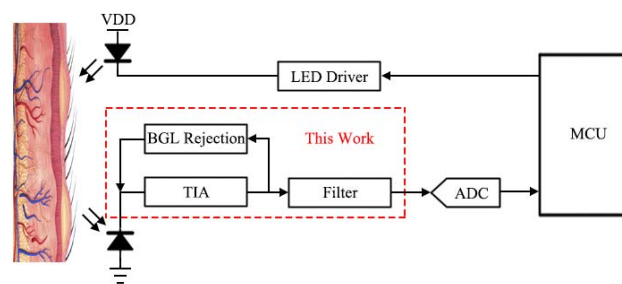 VDD
LED Driver
BGL Rejection
This Work
MCU
TIA
Filter
ADC